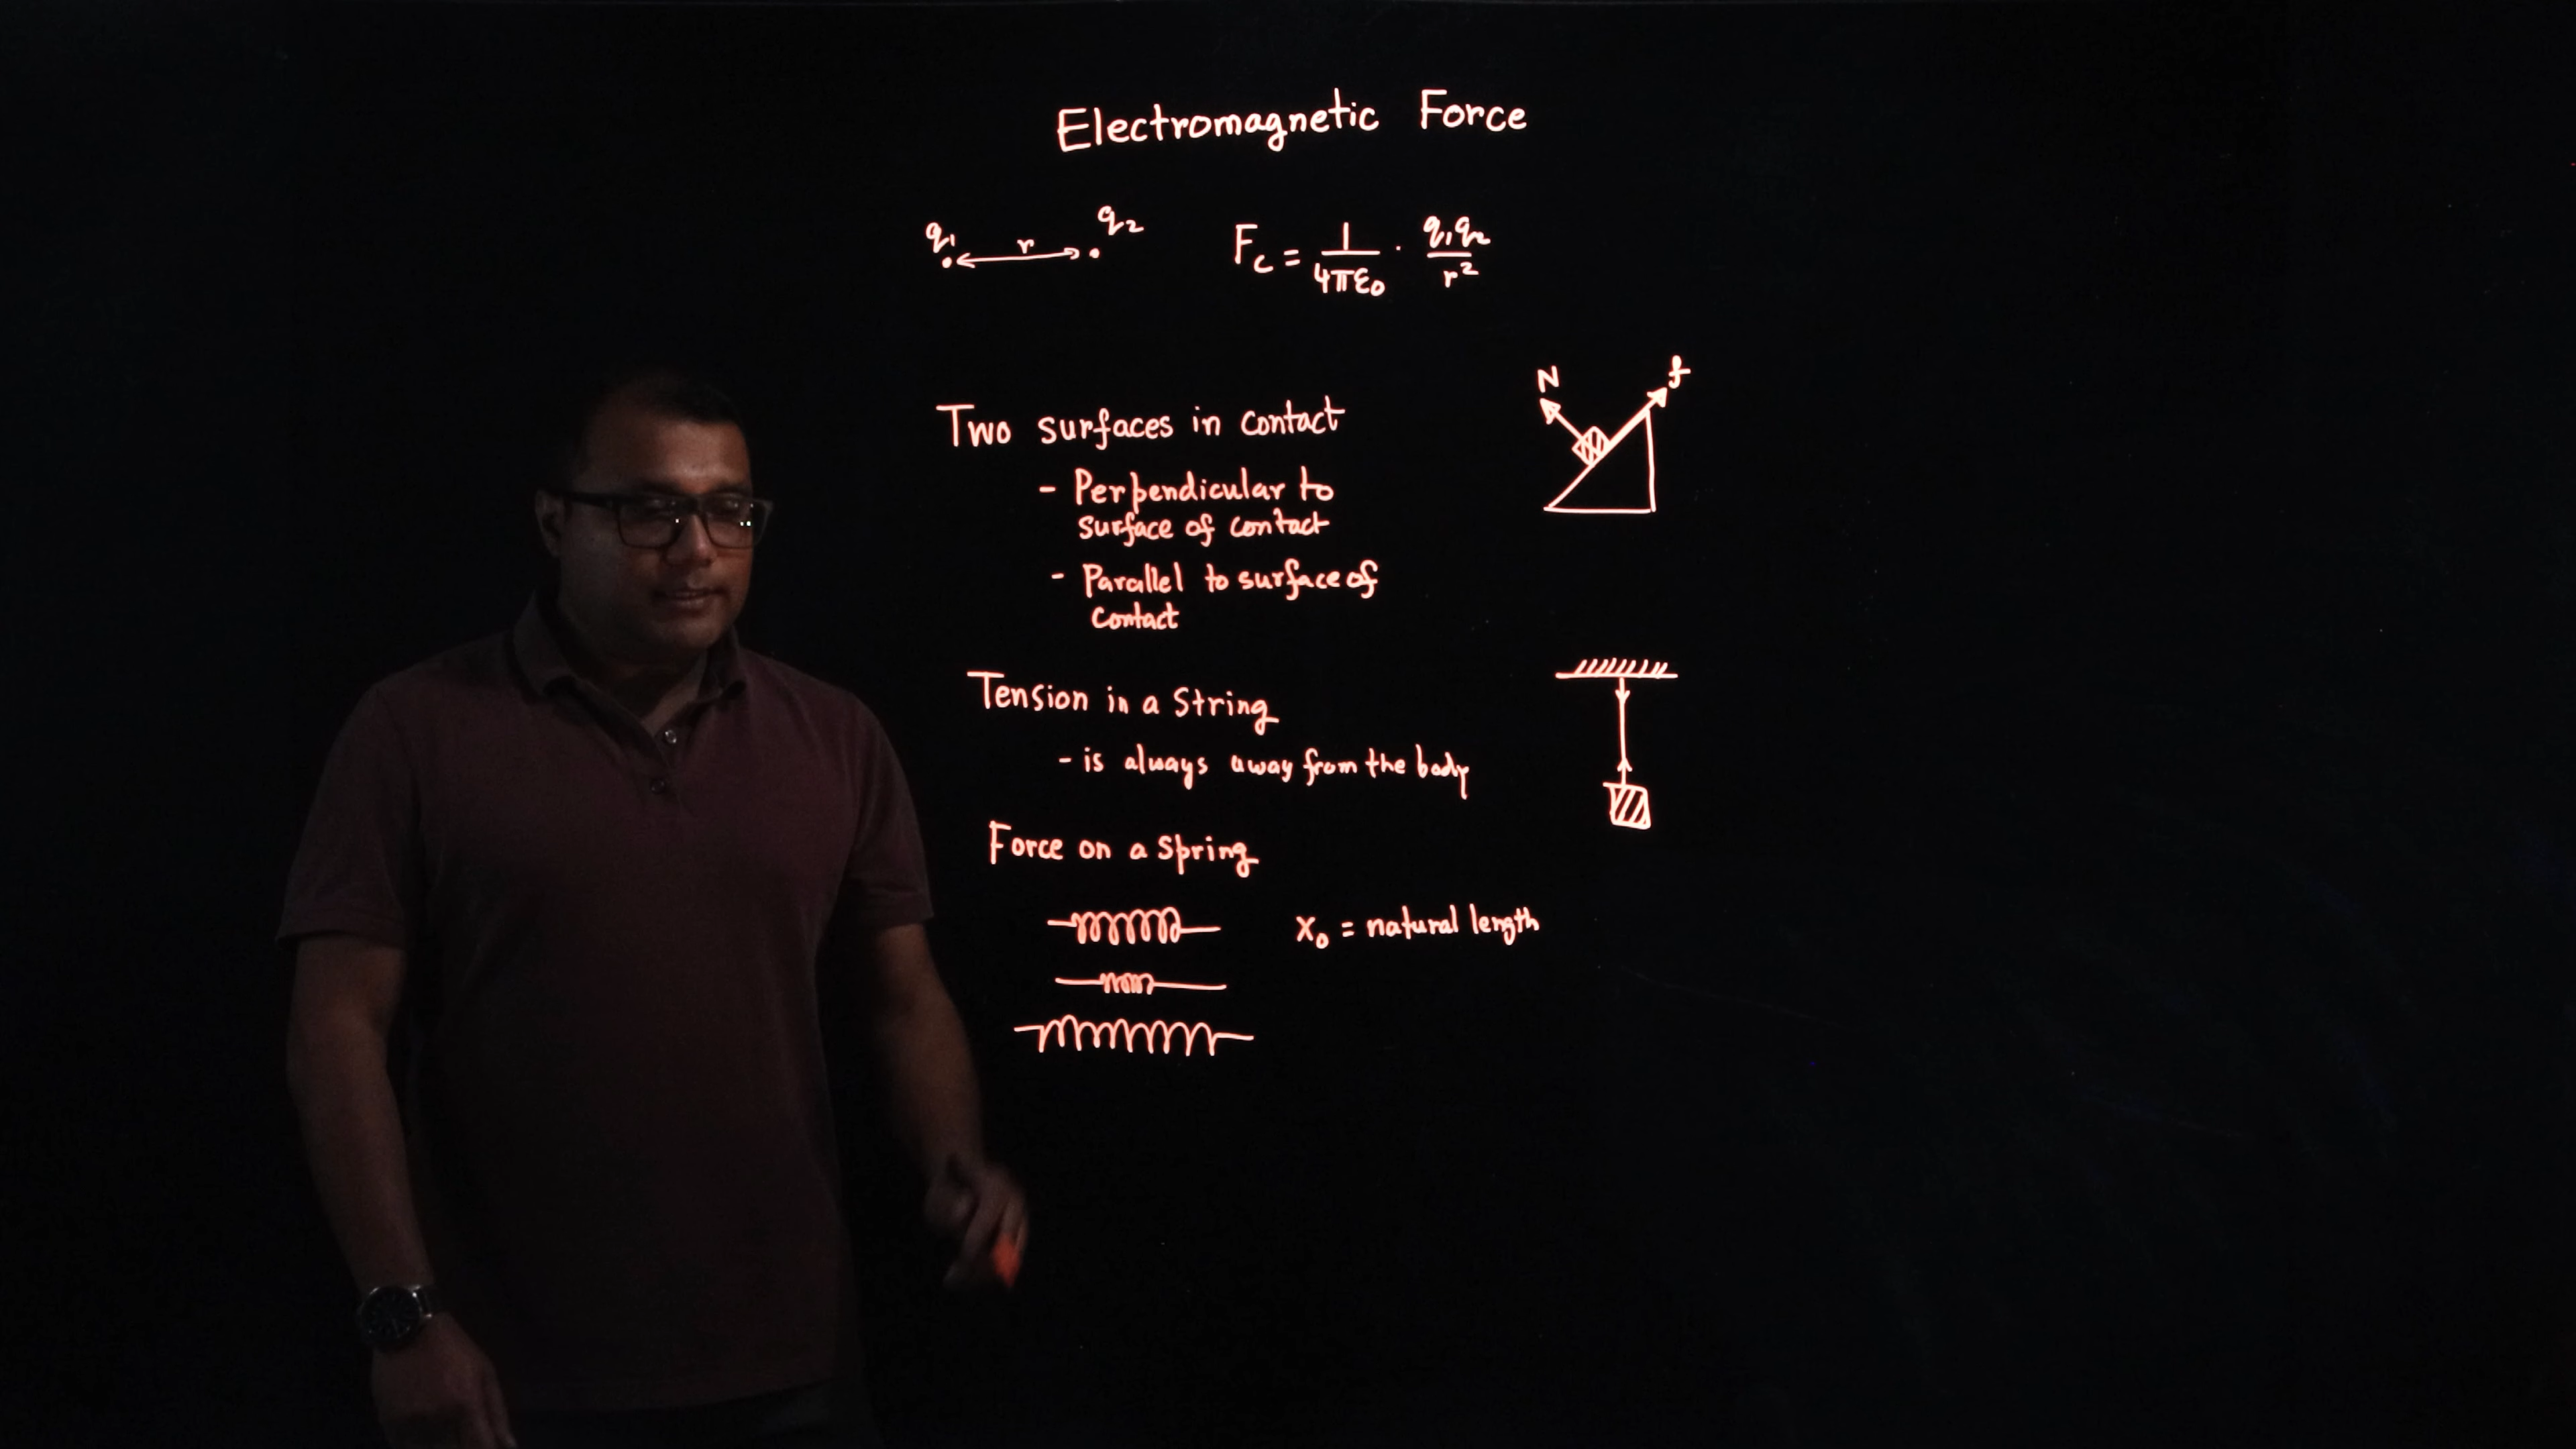 Electromagnetic Force
q₁ r q₂ F_c = 1/4πε₀ · q₁q₂/r²
N f
Two surfaces in contact
- Perpendicular to
surface of contact
- Parallel to surface of
contact
Tension in a String
- is always away from the body
Force on a Spring
x₀ = natural length